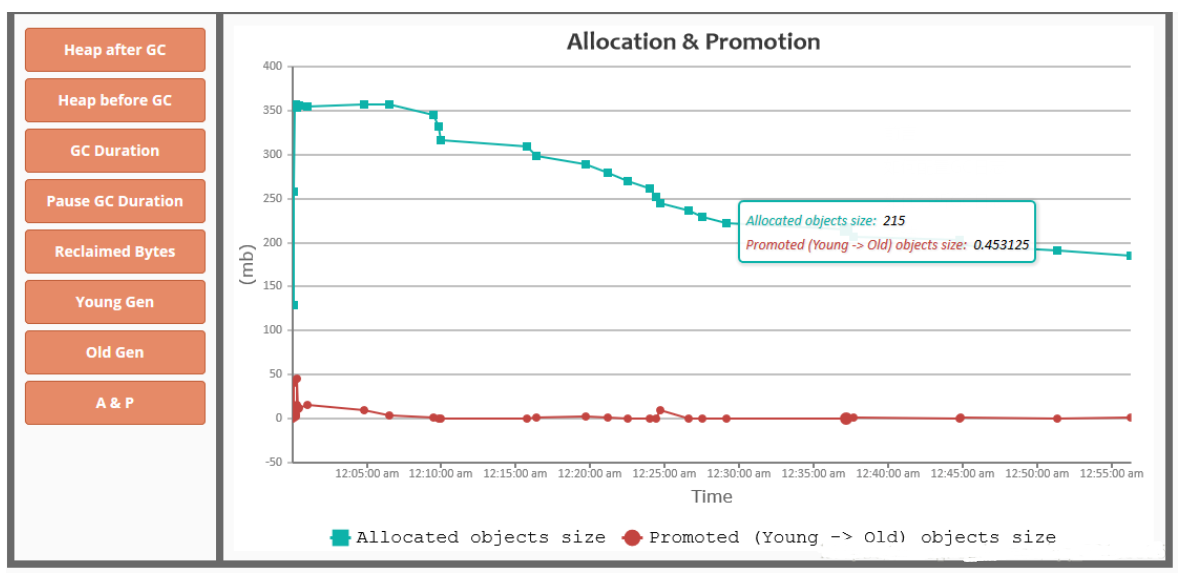 Heap after GC
Heap before GC
GC Duration
Pause GC Duration
Reclaimed Bytes
Young Gen
Old Gen
A & P
Allocation & Promotion
400
350
300
250
200
150
100
50
0
-50
(mb)
Allocated objects size: 215
Promoted (Young -> Old) objects size: 0.453125
12:05:00 am 12:10:00 am 12:15:00 am 12:20:00 am 12:25:00 am 12:30:00 am 12:35:00 am 12:40:00 am 12:45:00 am 12:50:00 am 12:55:00 am
Time
Allocated objects size Promoted (Young -> Old) objects size